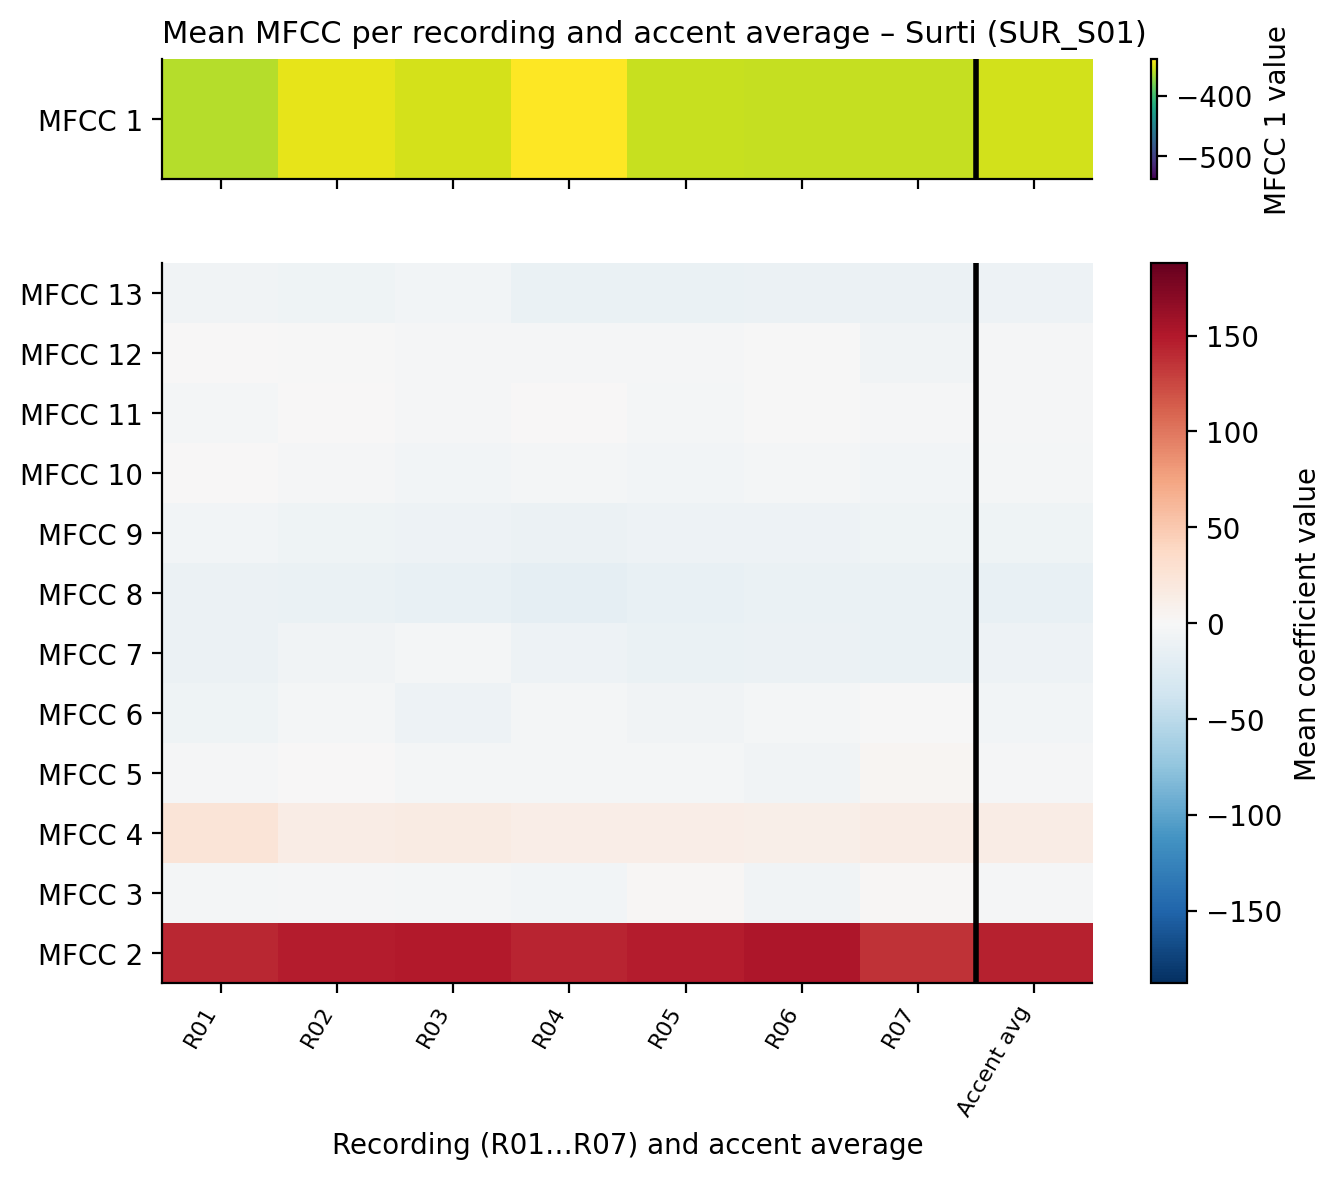 Mean MFCC per recording and accent average – Surti (SUR_S01)
MFCC 1
−400
−500
MFCC 1 value
MFCC 13
MFCC 12
MFCC 11
MFCC 10
MFCC 9
MFCC 8
MFCC 7
MFCC 6
MFCC 5
MFCC 4
MFCC 3
MFCC 2
150
100
50
0
−50
−100
−150
Mean coefficient value
R01
R02
R03
R04
R05
R06
R07
Accent avg
Recording (R01...R07) and accent average